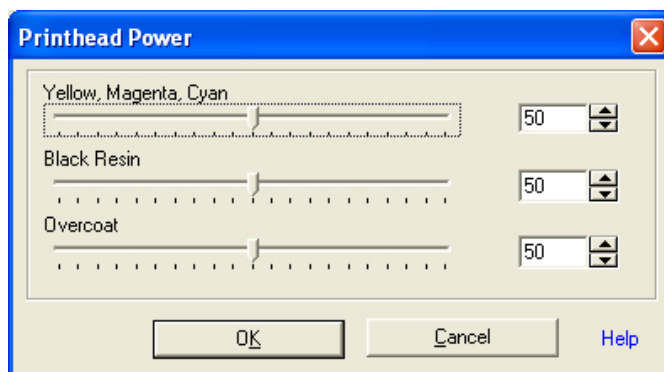 Printhead Power
Yellow, Magenta, Cyan
50
Black Resin
50
Overcoat
50
OK Cancel Help